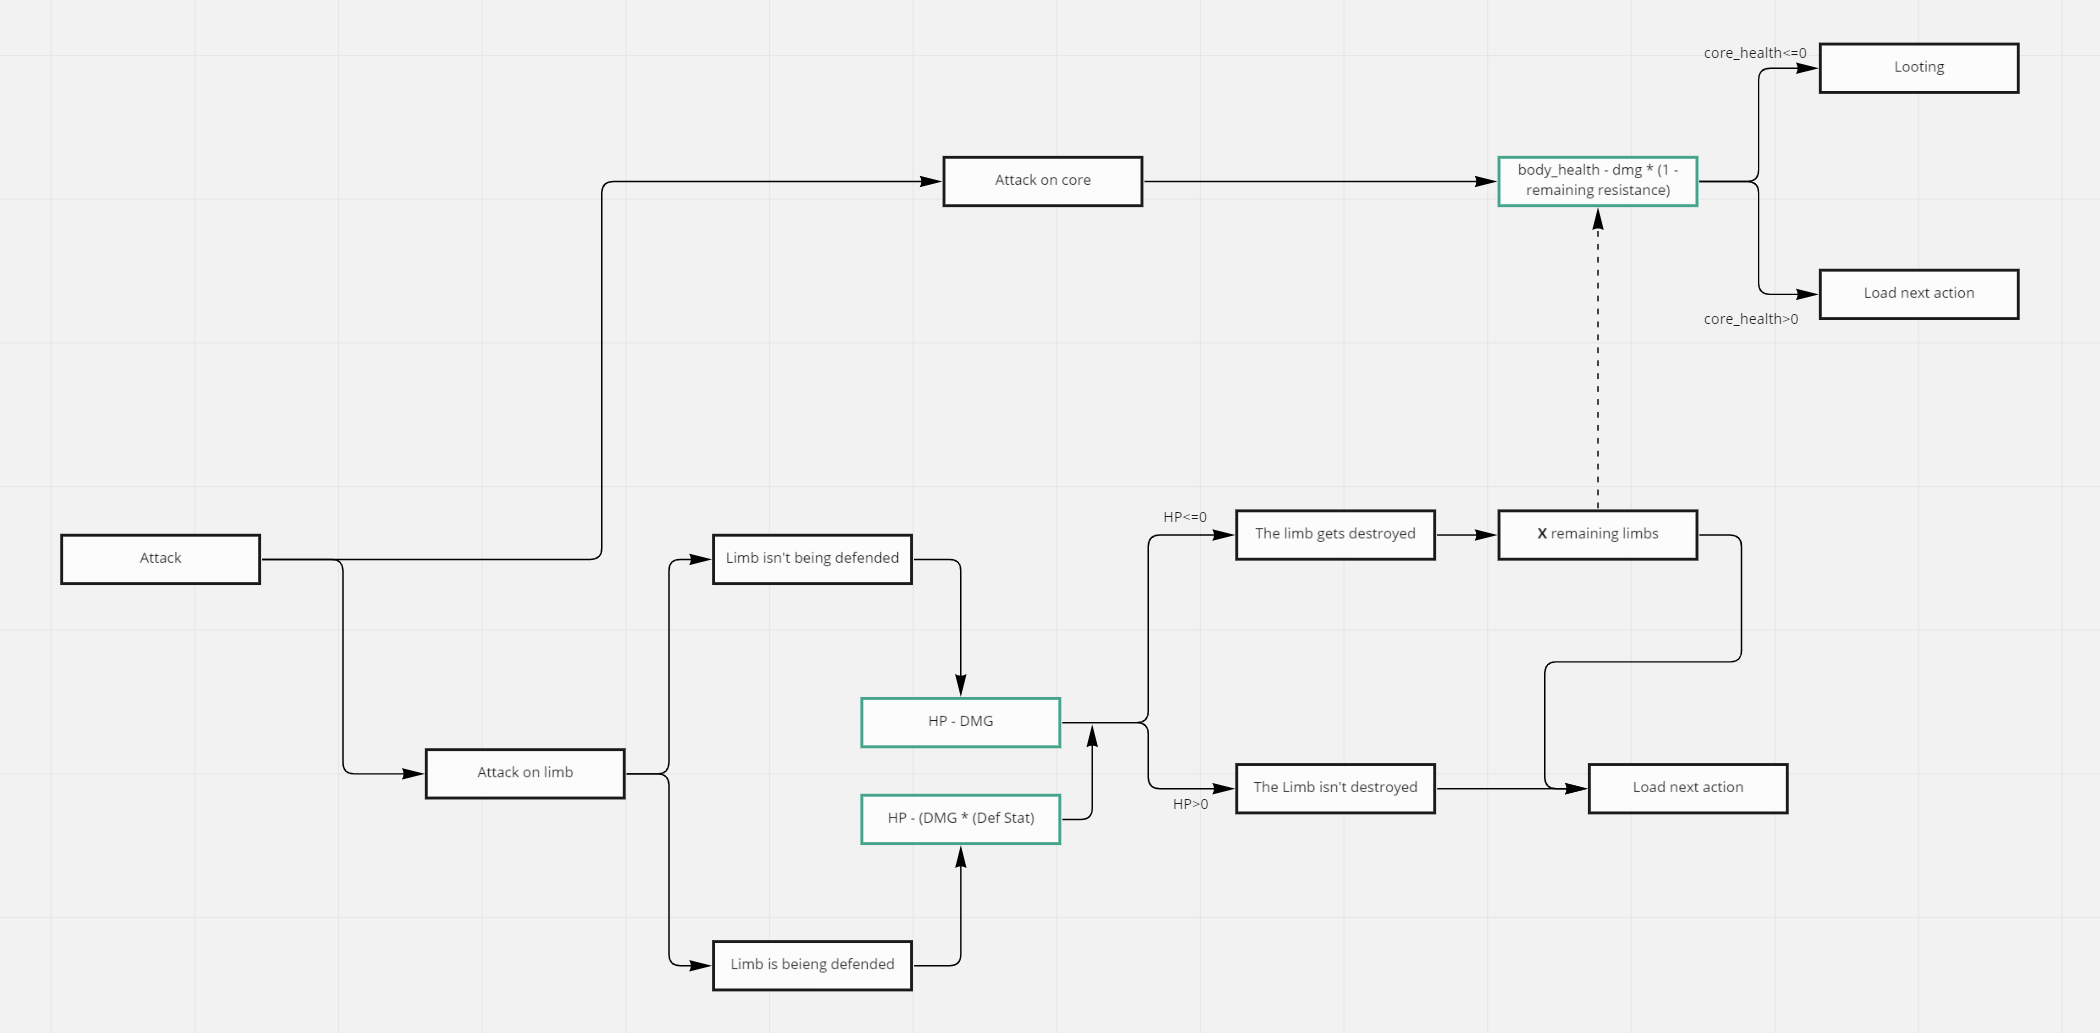 core_health<=0
Looting
Attack on core
body_health - dmg * (1 -
remaining resistance)
Load next action
core_health>0
HP<=0
The limb gets destroyed
X remaining limbs
Attack
Limb isn't being defended
HP - DMG
Attack on limb
The Limb isn't destroyed
Load next action
HP>0
HP - (DMG * (Def Stat)
Limb is beieng defended